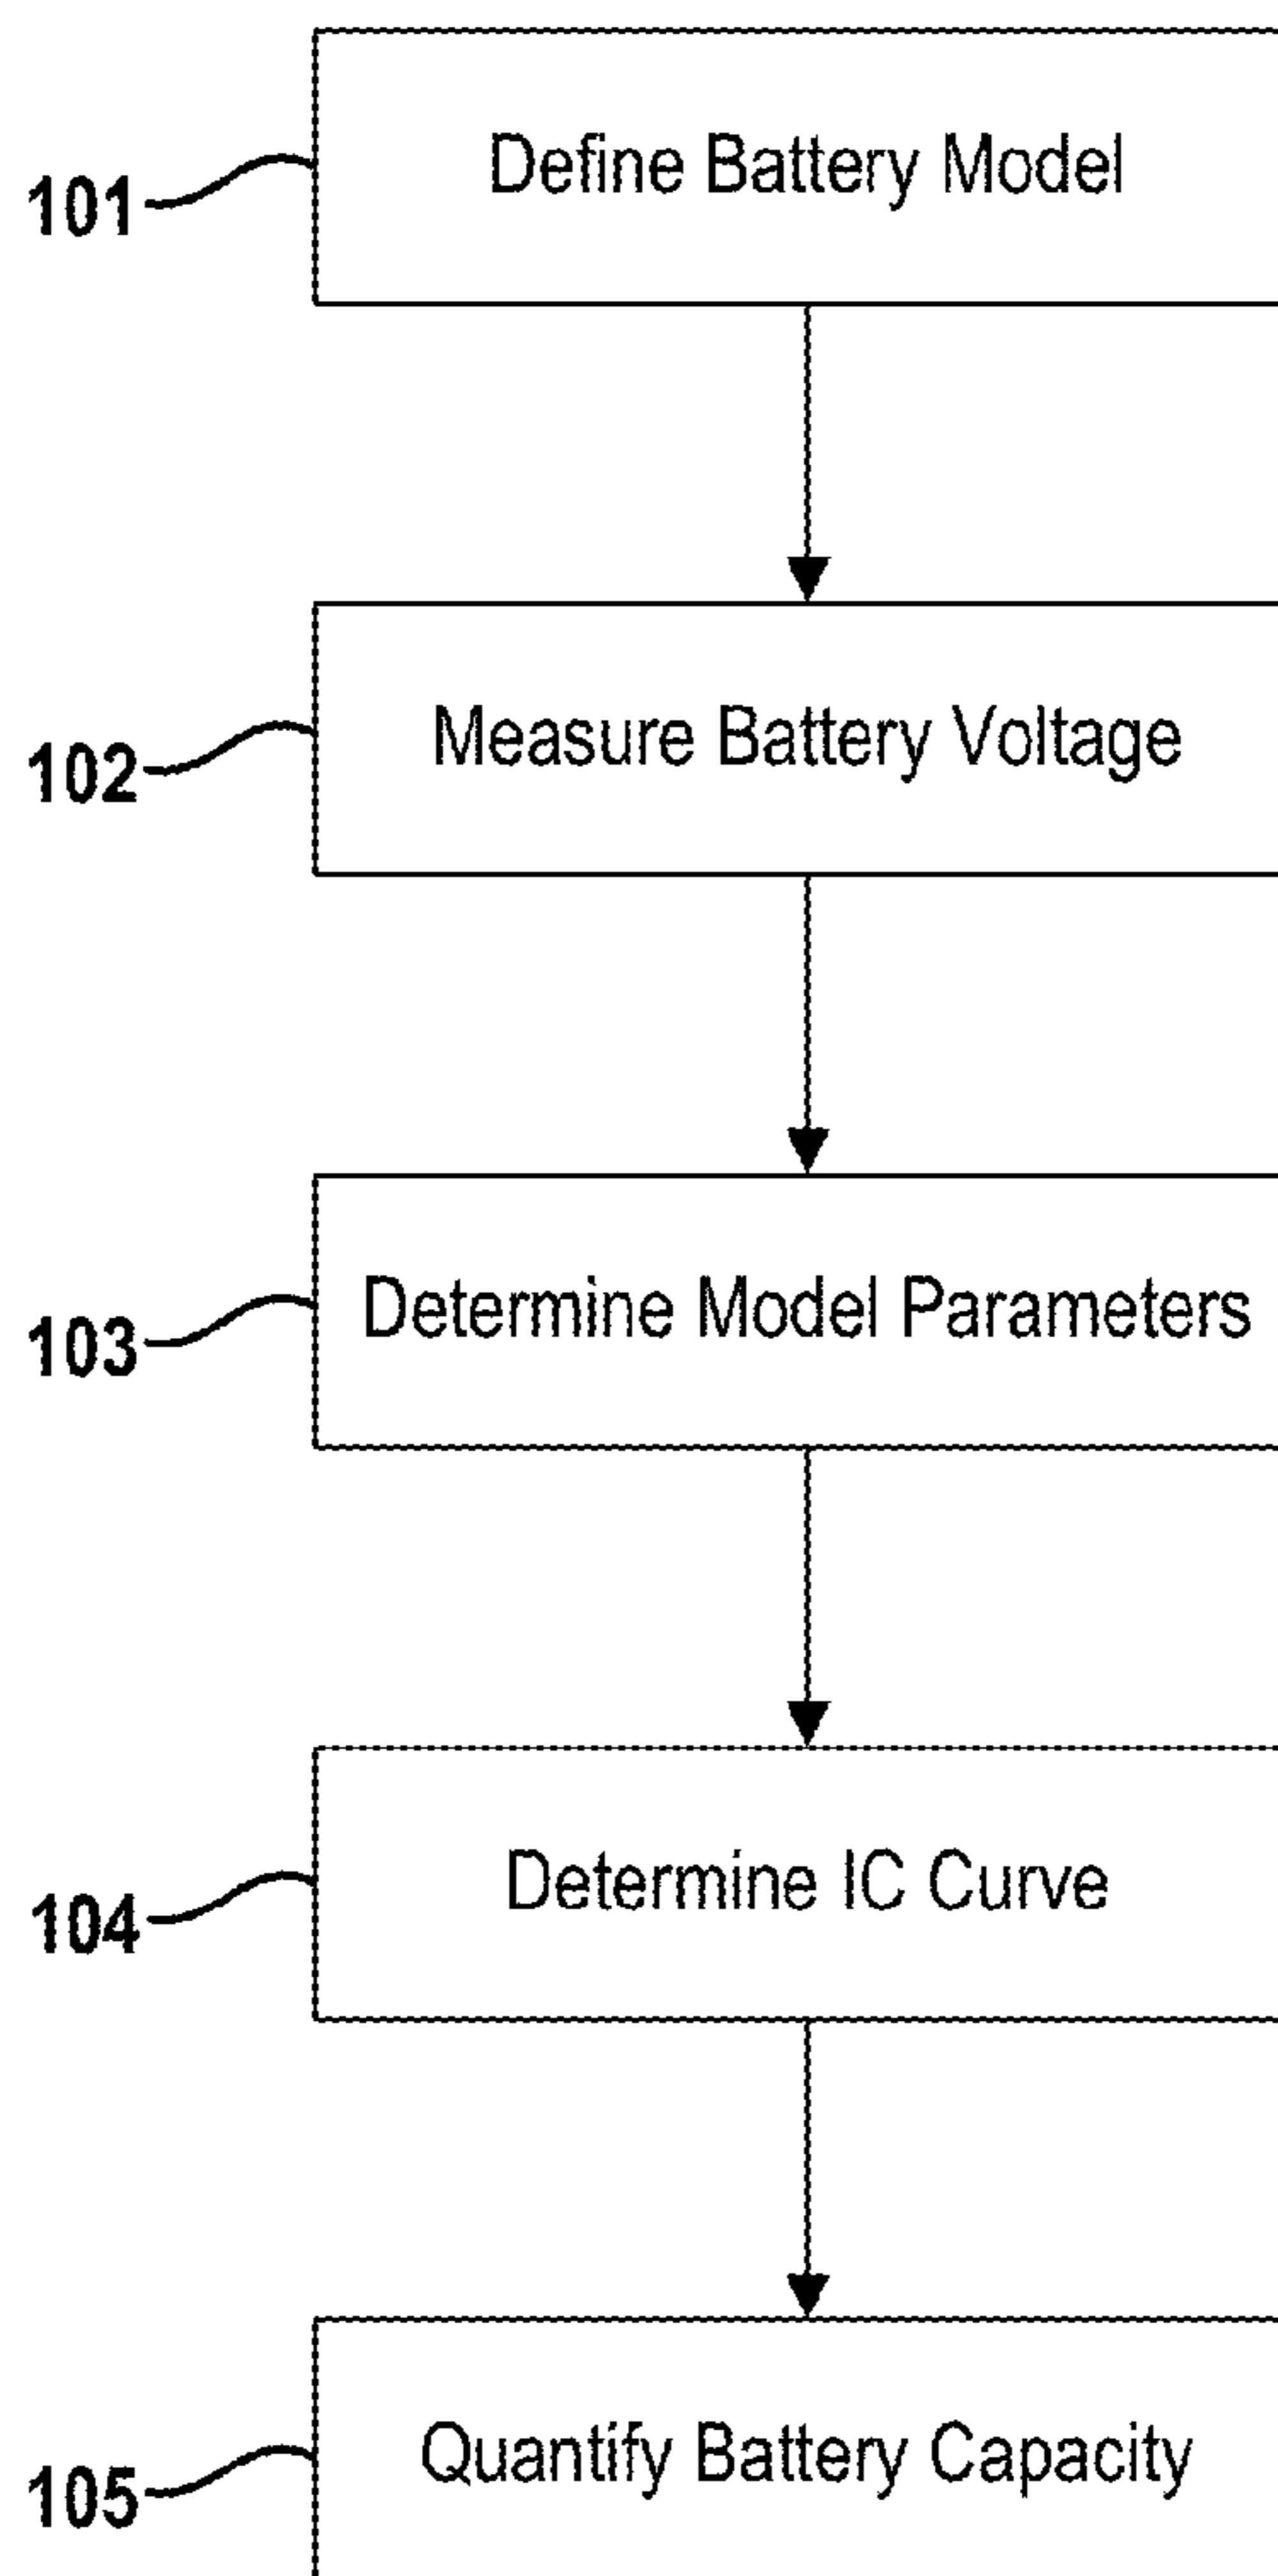 Define Battery Model
101
Measure Battery Voltage
102
Determine Model Parameters
103
Determine IC Curve
104
Quantify Battery Capacity
105